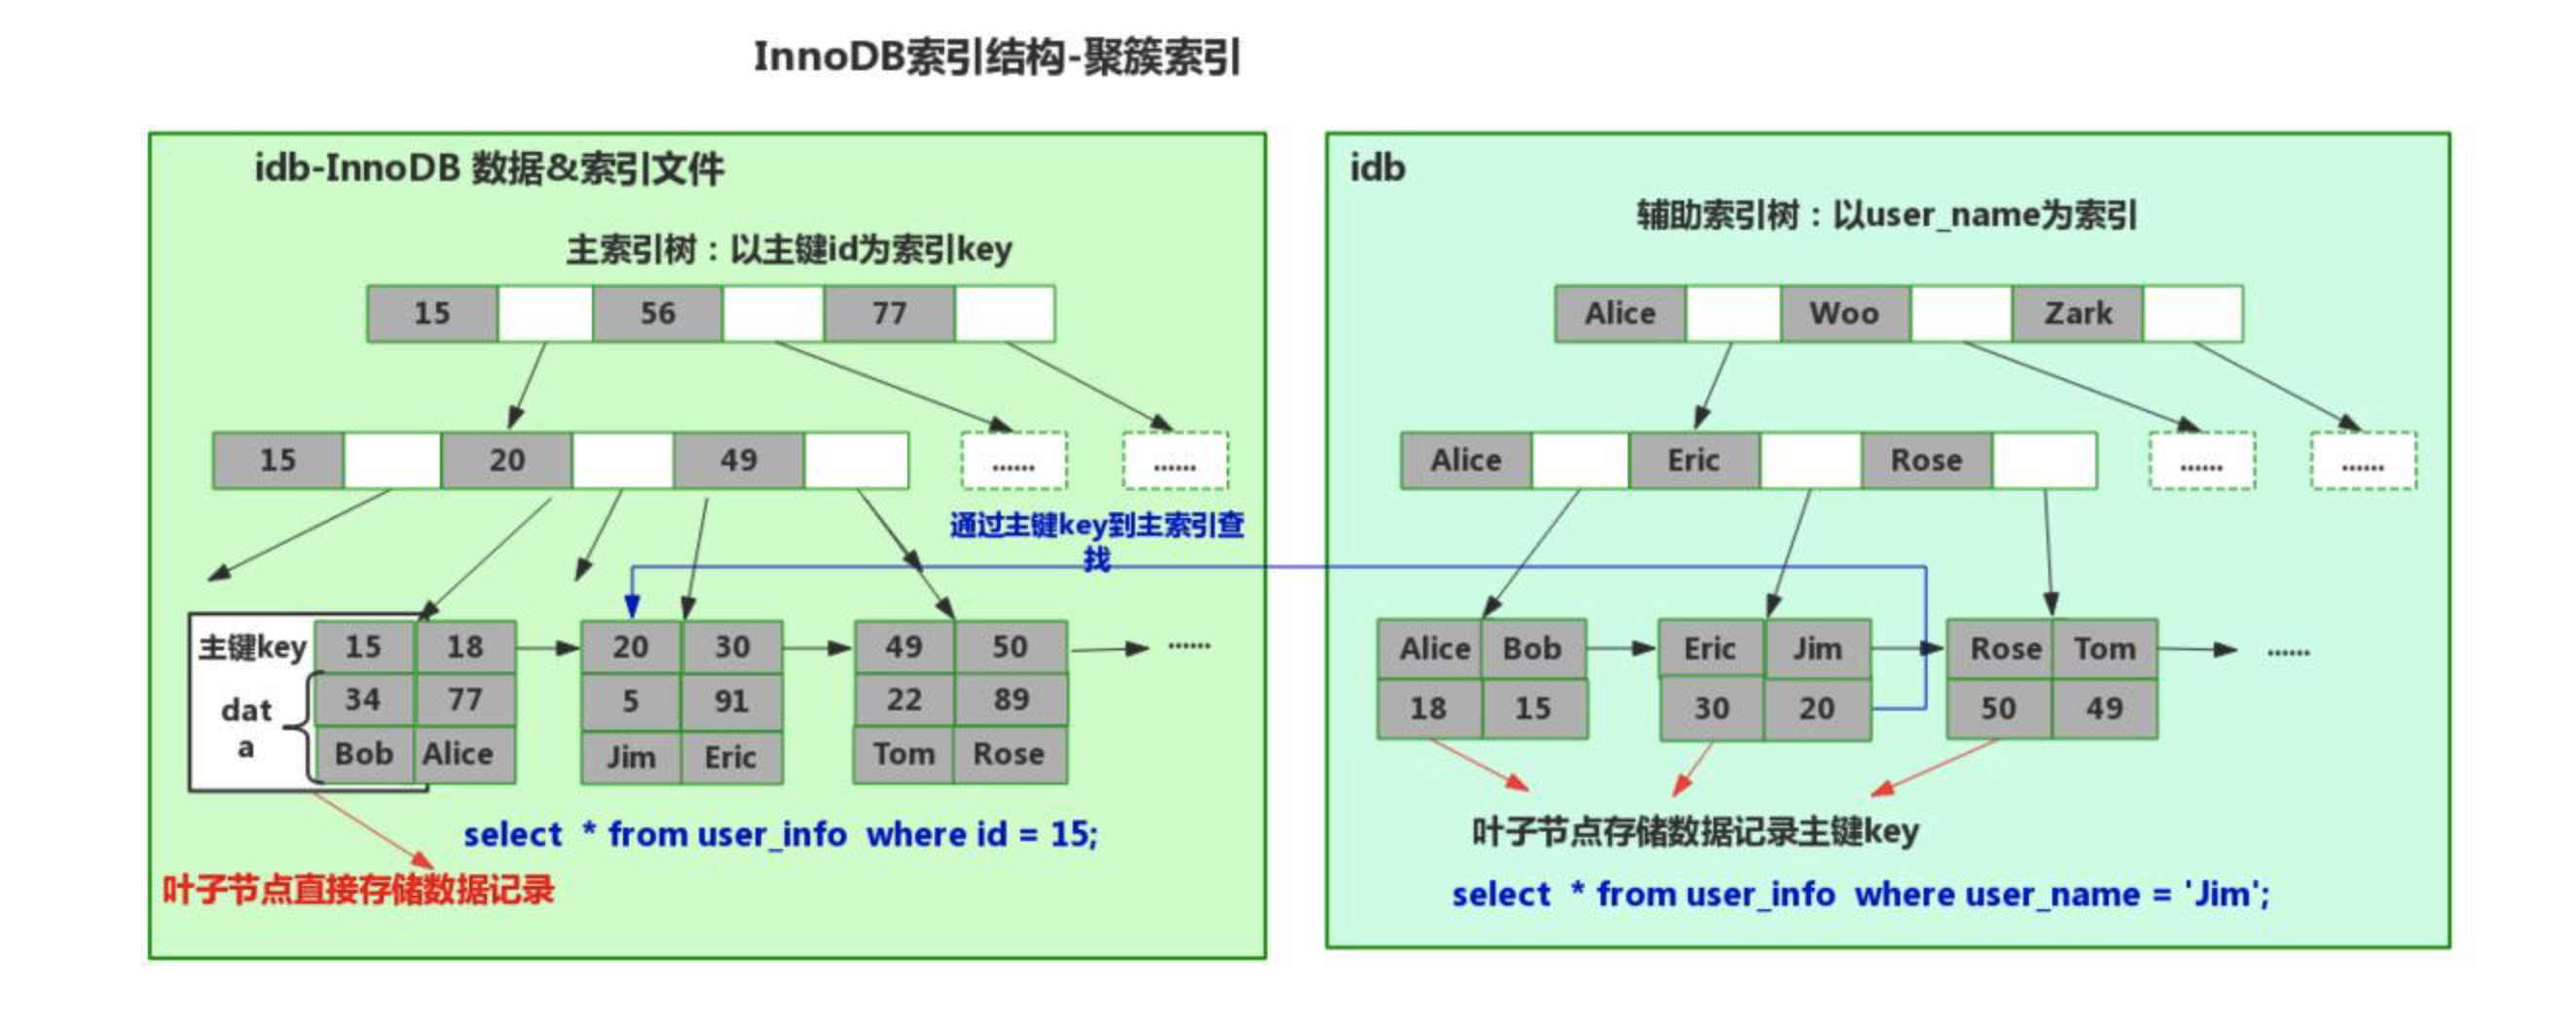 InnoDB索引结构-聚簇索引
idb-InnoDB 数据&索引文件
主索引树：以主键id为索引key
15 56 77
15 20 49 ...... ......
通过主键key到主索引查
找
主键key 15 18 20 30 49 50 ......
dat
a
34 77 5 91 22 89
Bob Alice Jim Eric Tom Rose
select * from user_info where id = 15;
叶子节点直接存储数据记录
idb
辅助索引树：以user_name为索引
Alice Woo Zark
Alice Eric Rose ...... ......
Alice Bob Eric Jim Rose Tom ......
18 15 30 20 50 49
叶子节点存储数据记录主键key
select * from user_info where user_name = 'Jim';